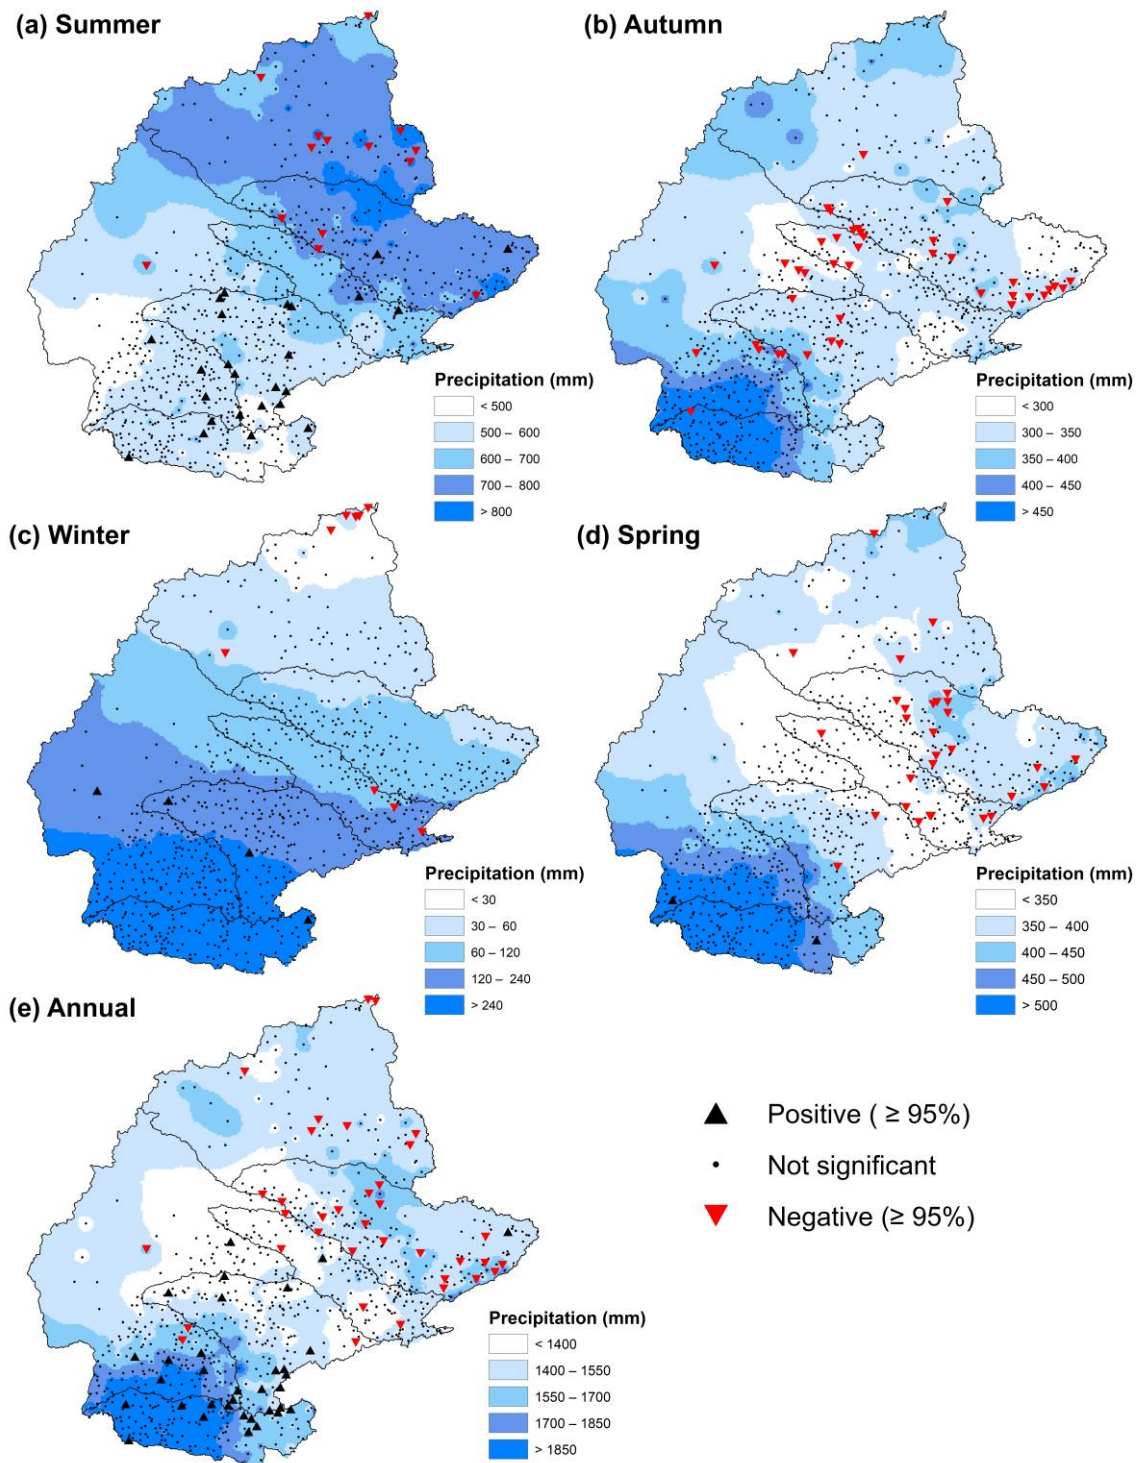 (a) Summer
Precipitation (mm)
< 500
500 – 600
600 – 700
700 – 800
> 800
(b) Autumn
Precipitation (mm)
< 300
300 – 350
350 – 400
400 – 450
> 450
(c) Winter
Precipitation (mm)
< 30
30 – 60
60 – 120
120 – 240
> 240
(d) Spring
Precipitation (mm)
< 350
350 – 400
400 – 450
450 – 500
> 500
(e) Annual
Precipitation (mm)
< 1400
1400 – 1550
1550 – 1700
1700 – 1850
> 1850
Positive ( ≥ 95%)
Not significant
Negative (≥ 95%)